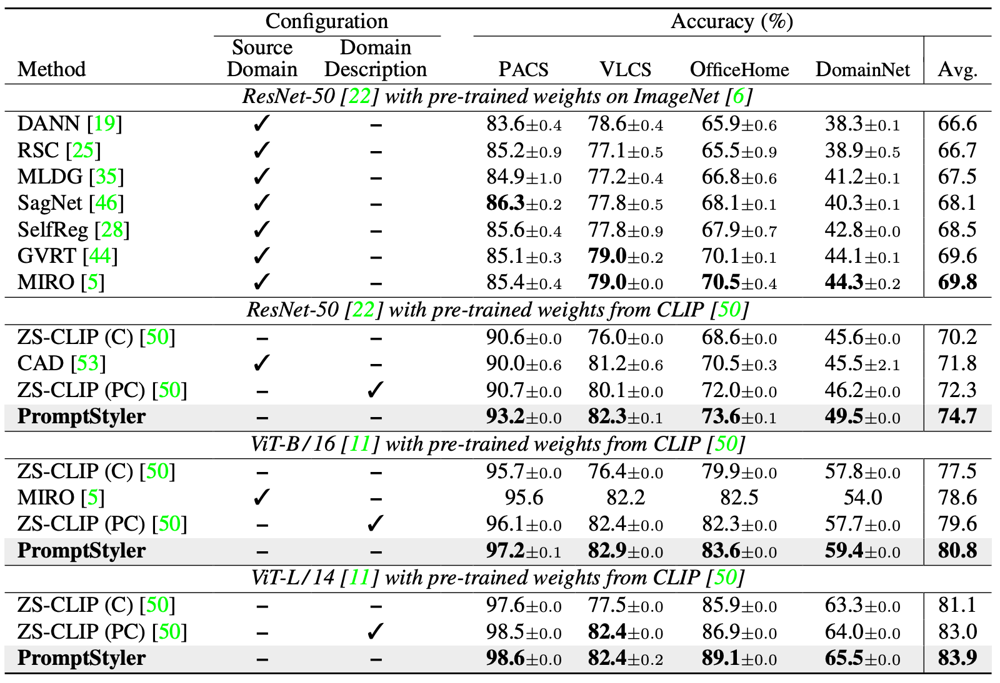 Configuration Accuracy (%)
Source Domain
Method Domain Description PACS VLCS OfficeHome DomainNet Avg.
ResNet-50 [22] with pre-trained weights on ImageNet [6]
DANN [19] ✓ – 83.6±0.4 78.6±0.4 65.9±0.6 38.3±0.1 66.6
RSC [25] ✓ – 85.2±0.9 77.1±0.5 65.5±0.9 38.9±0.5 66.7
MLDG [35] ✓ – 84.9±1.0 77.2±0.4 66.8±0.6 41.2±0.1 67.5
SagNet [46] ✓ – 86.3±0.2 77.8±0.5 68.1±0.1 40.3±0.1 68.1
SelfReg [28] ✓ – 85.6±0.4 77.8±0.9 67.9±0.7 42.8±0.0 68.5
GVRT [44] ✓ – 85.1±0.3 79.0±0.2 70.1±0.1 44.1±0.1 69.6
MIRO [5] ✓ – 85.4±0.4 79.0±0.0 70.5±0.4 44.3±0.2 69.8
ResNet-50 [22] with pre-trained weights from CLIP [50]
ZS-CLIP (C) [50] – – 90.6±0.0 76.0±0.0 68.6±0.0 45.6±0.0 70.2
CAD [53] ✓ – 90.0±0.6 81.2±0.6 70.5±0.3 45.5±2.1 71.8
ZS-CLIP (PC) [50] – ✓ 90.7±0.0 80.1±0.0 72.0±0.0 46.2±0.0 72.3
PromptStyler – – 93.2±0.0 82.3±0.1 73.6±0.1 49.5±0.0 74.7
ViT-B/16 [11] with pre-trained weights from CLIP [50]
ZS-CLIP (C) [50] – – 95.7±0.0 76.4±0.0 79.9±0.0 57.8±0.0 77.5
MIRO [5] ✓ – 95.6 82.2 82.5 54.0 78.6
ZS-CLIP (PC) [50] – ✓ 96.1±0.0 82.4±0.0 82.3±0.0 57.7±0.0 79.6
PromptStyler – – 97.2±0.1 82.9±0.0 83.6±0.0 59.4±0.0 80.8
ViT-L/14 [11] with pre-trained weights from CLIP [50]
ZS-CLIP (C) [50] – – 97.6±0.0 77.5±0.0 85.9±0.0 63.3±0.0 81.1
ZS-CLIP (PC) [50] – ✓ 98.5±0.0 82.4±0.0 86.9±0.0 64.0±0.0 83.0
PromptStyler – – 98.6±0.0 82.4±0.2 89.1±0.0 65.5±0.0 83.9